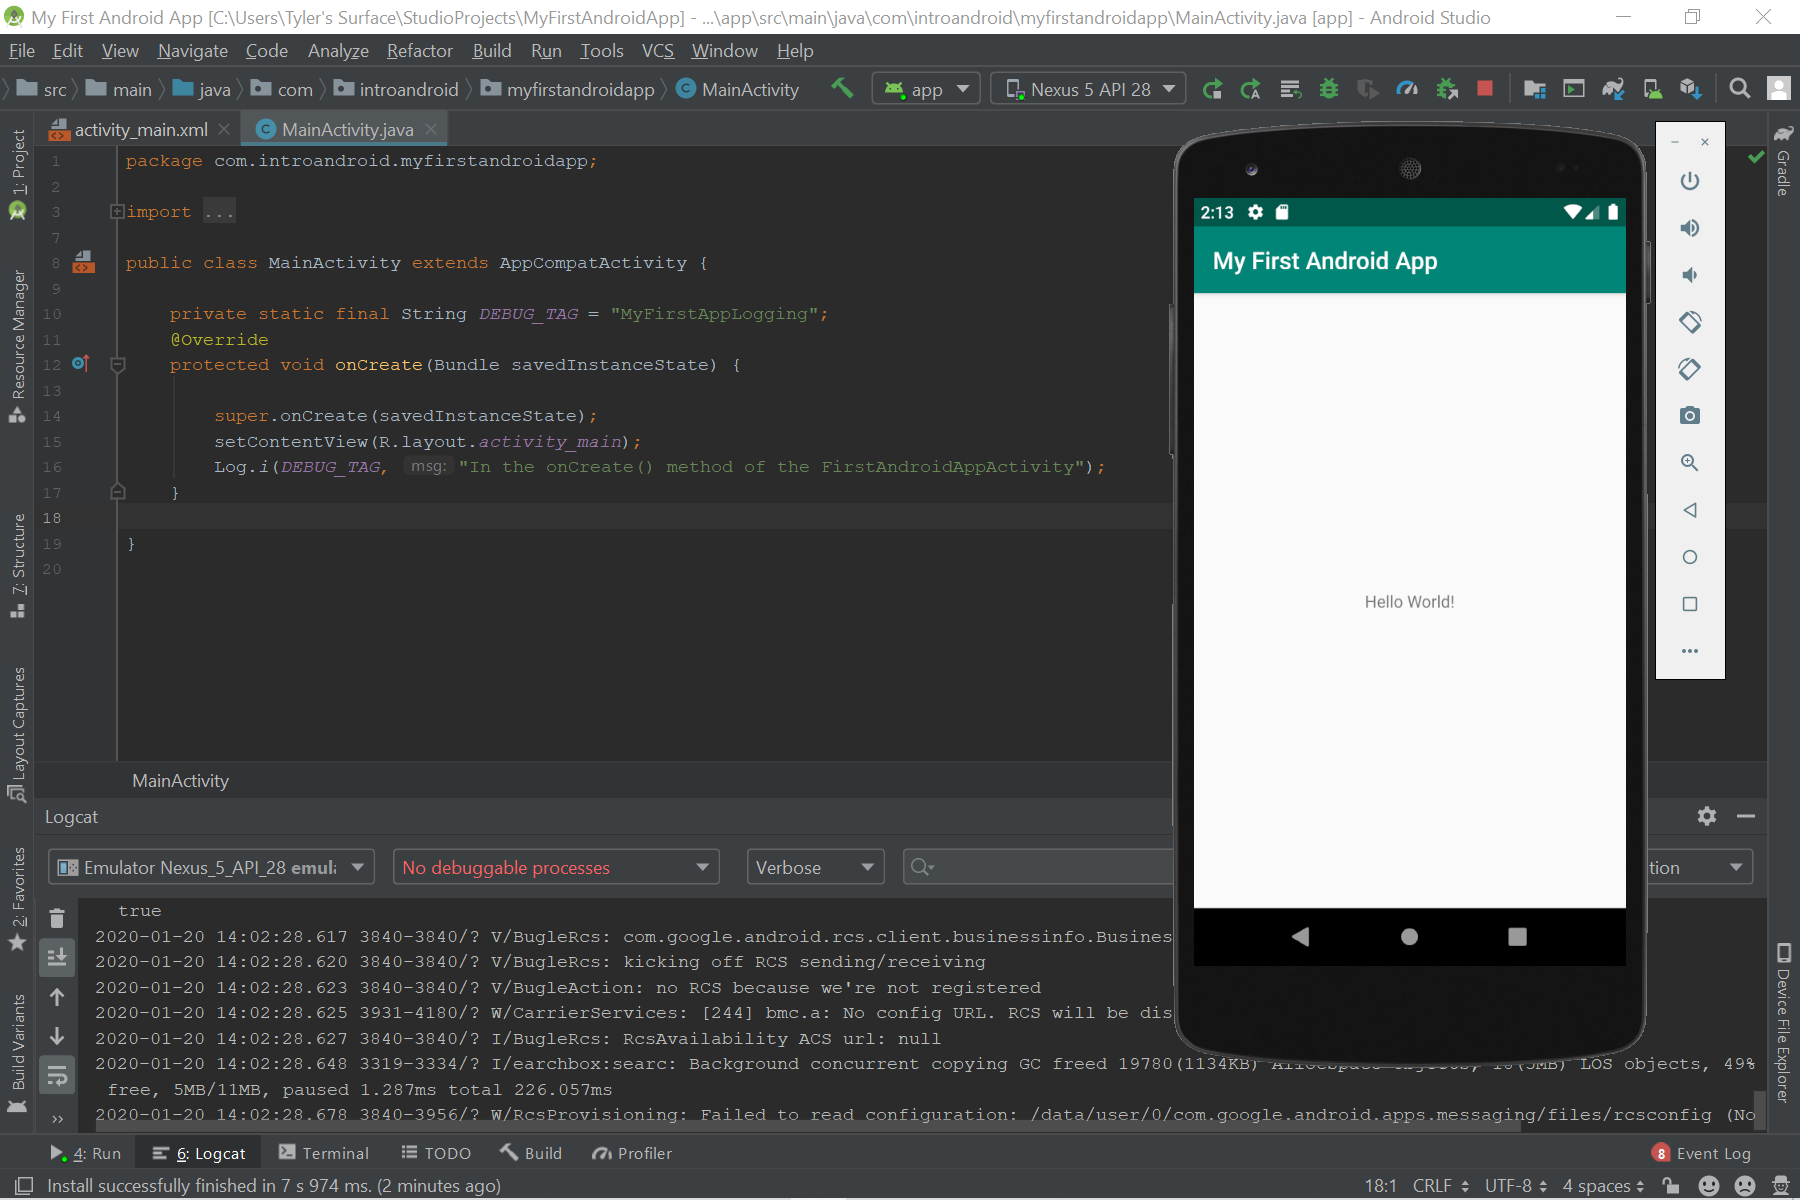 My First Android App [C:\Users\Tyler's Surface\StudioProjects\MyFirstAndroidApp] - ...\app\src\main\java\com\introandroid\myfirstandroidapp\MainActivity.java [app] - Android Studio
File Edit View Navigate Code Analyze Refactor Build Run Tools VCS Window Help
src main java com introandroid myfirstandroidapp MainActivity app Nexus 5 API 28
activity_main.xml MainActivity.java
1 package com.introandroid.myfirstandroidapp;
2
3 import ...
7
8 public class MainActivity extends AppCompatActivity {
9
10 private static final String DEBUG_TAG = "MyFirstAppLogging";
11 @Override
12 protected void onCreate(Bundle savedInstanceState) {
13
14 super.onCreate(savedInstanceState);
15 setContentView(R.layout.activity_main);
16 Log.i(DEBUG_TAG, msg: "In the onCreate() method of the FirstAndroidAppActivity");
17 }
18
19 }
20
1: Project
Resource Manager
7: Structure
Layout Captures
2: Favorites
Build Variants
2:13
My First Android App
Hello World!
Gradle
Device File Explorer
MainActivity
Logcat
Emulator Nexus_5_API_28 emul No debuggable processes Verbose tion
true
2020-01-20 14:02:28.617 3840-3840/? V/BugleRcs: com.google.android.rcs.client.businessinfo.Busines
2020-01-20 14:02:28.620 3840-3840/? V/BugleRcs: kicking off RCS sending/receiving
2020-01-20 14:02:28.623 3840-3840/? V/BugleAction: no RCS because we're not registered
2020-01-20 14:02:28.625 3931-4180/? W/CarrierServices: [244] bmc.a: No config URL. RCS will be dis
2020-01-20 14:02:28.627 3840-3840/? I/BugleRcs: RcsAvailability ACS url: null
2020-01-20 14:02:28.648 3319-3334/? I/earchbox:searc: Background concurrent copying GC freed 19780(1134KB) AllocSpace objects, LOS objects, 49%
free, 5MB/11MB, paused 1.287ms total 226.057ms
2020-01-20 14:02:28.678 3840-3956/? W/RcsProvisioning: Failed to read configuration: /data/user/0/com.google.android.apps.messaging/files/rcsconfig (No
4: Run 6: Logcat Terminal TODO Build Profiler 8 Event Log
Install successfully finished in 7 s 974 ms. (2 minutes ago) 18:1 CRLF UTF-8 4 spaces